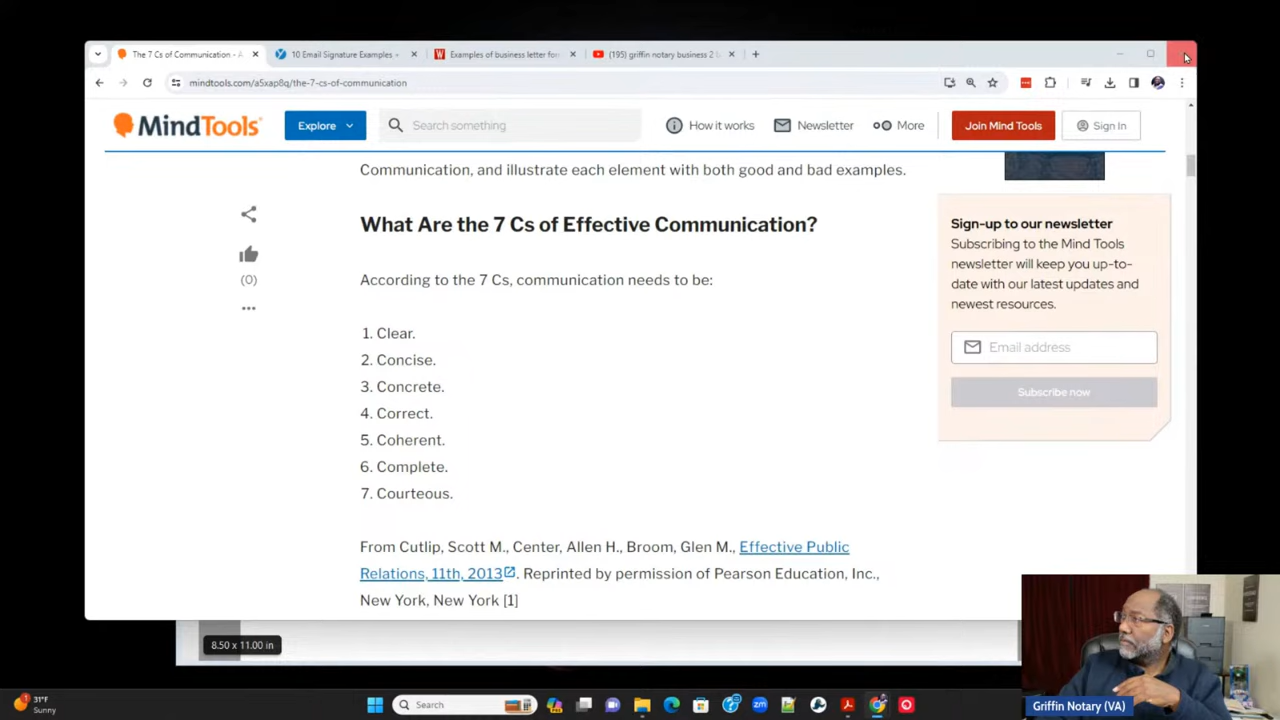 The 7 Cs of Communication - A
10 Email Signature Examples -
Examples of business letter for
(195) griffin notary business 2 b
mindtools.com/a5xap8q/the-7-cs-of-communication
MindTools
Explore
Search something
How it works
Newsletter
More
Join Mind Tools
Sign In
Communication, and illustrate each element with both good and bad examples.
What Are the 7 Cs of Effective Communication?
(0)
According to the 7 Cs, communication needs to be:
1. Clear.
2. Concise.
3. Concrete.
4. Correct.
5. Coherent.
6. Complete.
7. Courteous.
From Cutlip, Scott M., Center, Allen H., Broom, Glen M., Effective Public
Relations, 11th, 2013. Reprinted by permission of Pearson Education, Inc.,
New York, New York [1]
Sign-up to our newsletter
Subscribing to the Mind Tools
newsletter will keep you up-to-
date with our latest updates and
newest resources.
Email address
Subscribe now
8.50 x 11.00 in
Griffin Notary (VA)
1
31°F
Sunny
Search